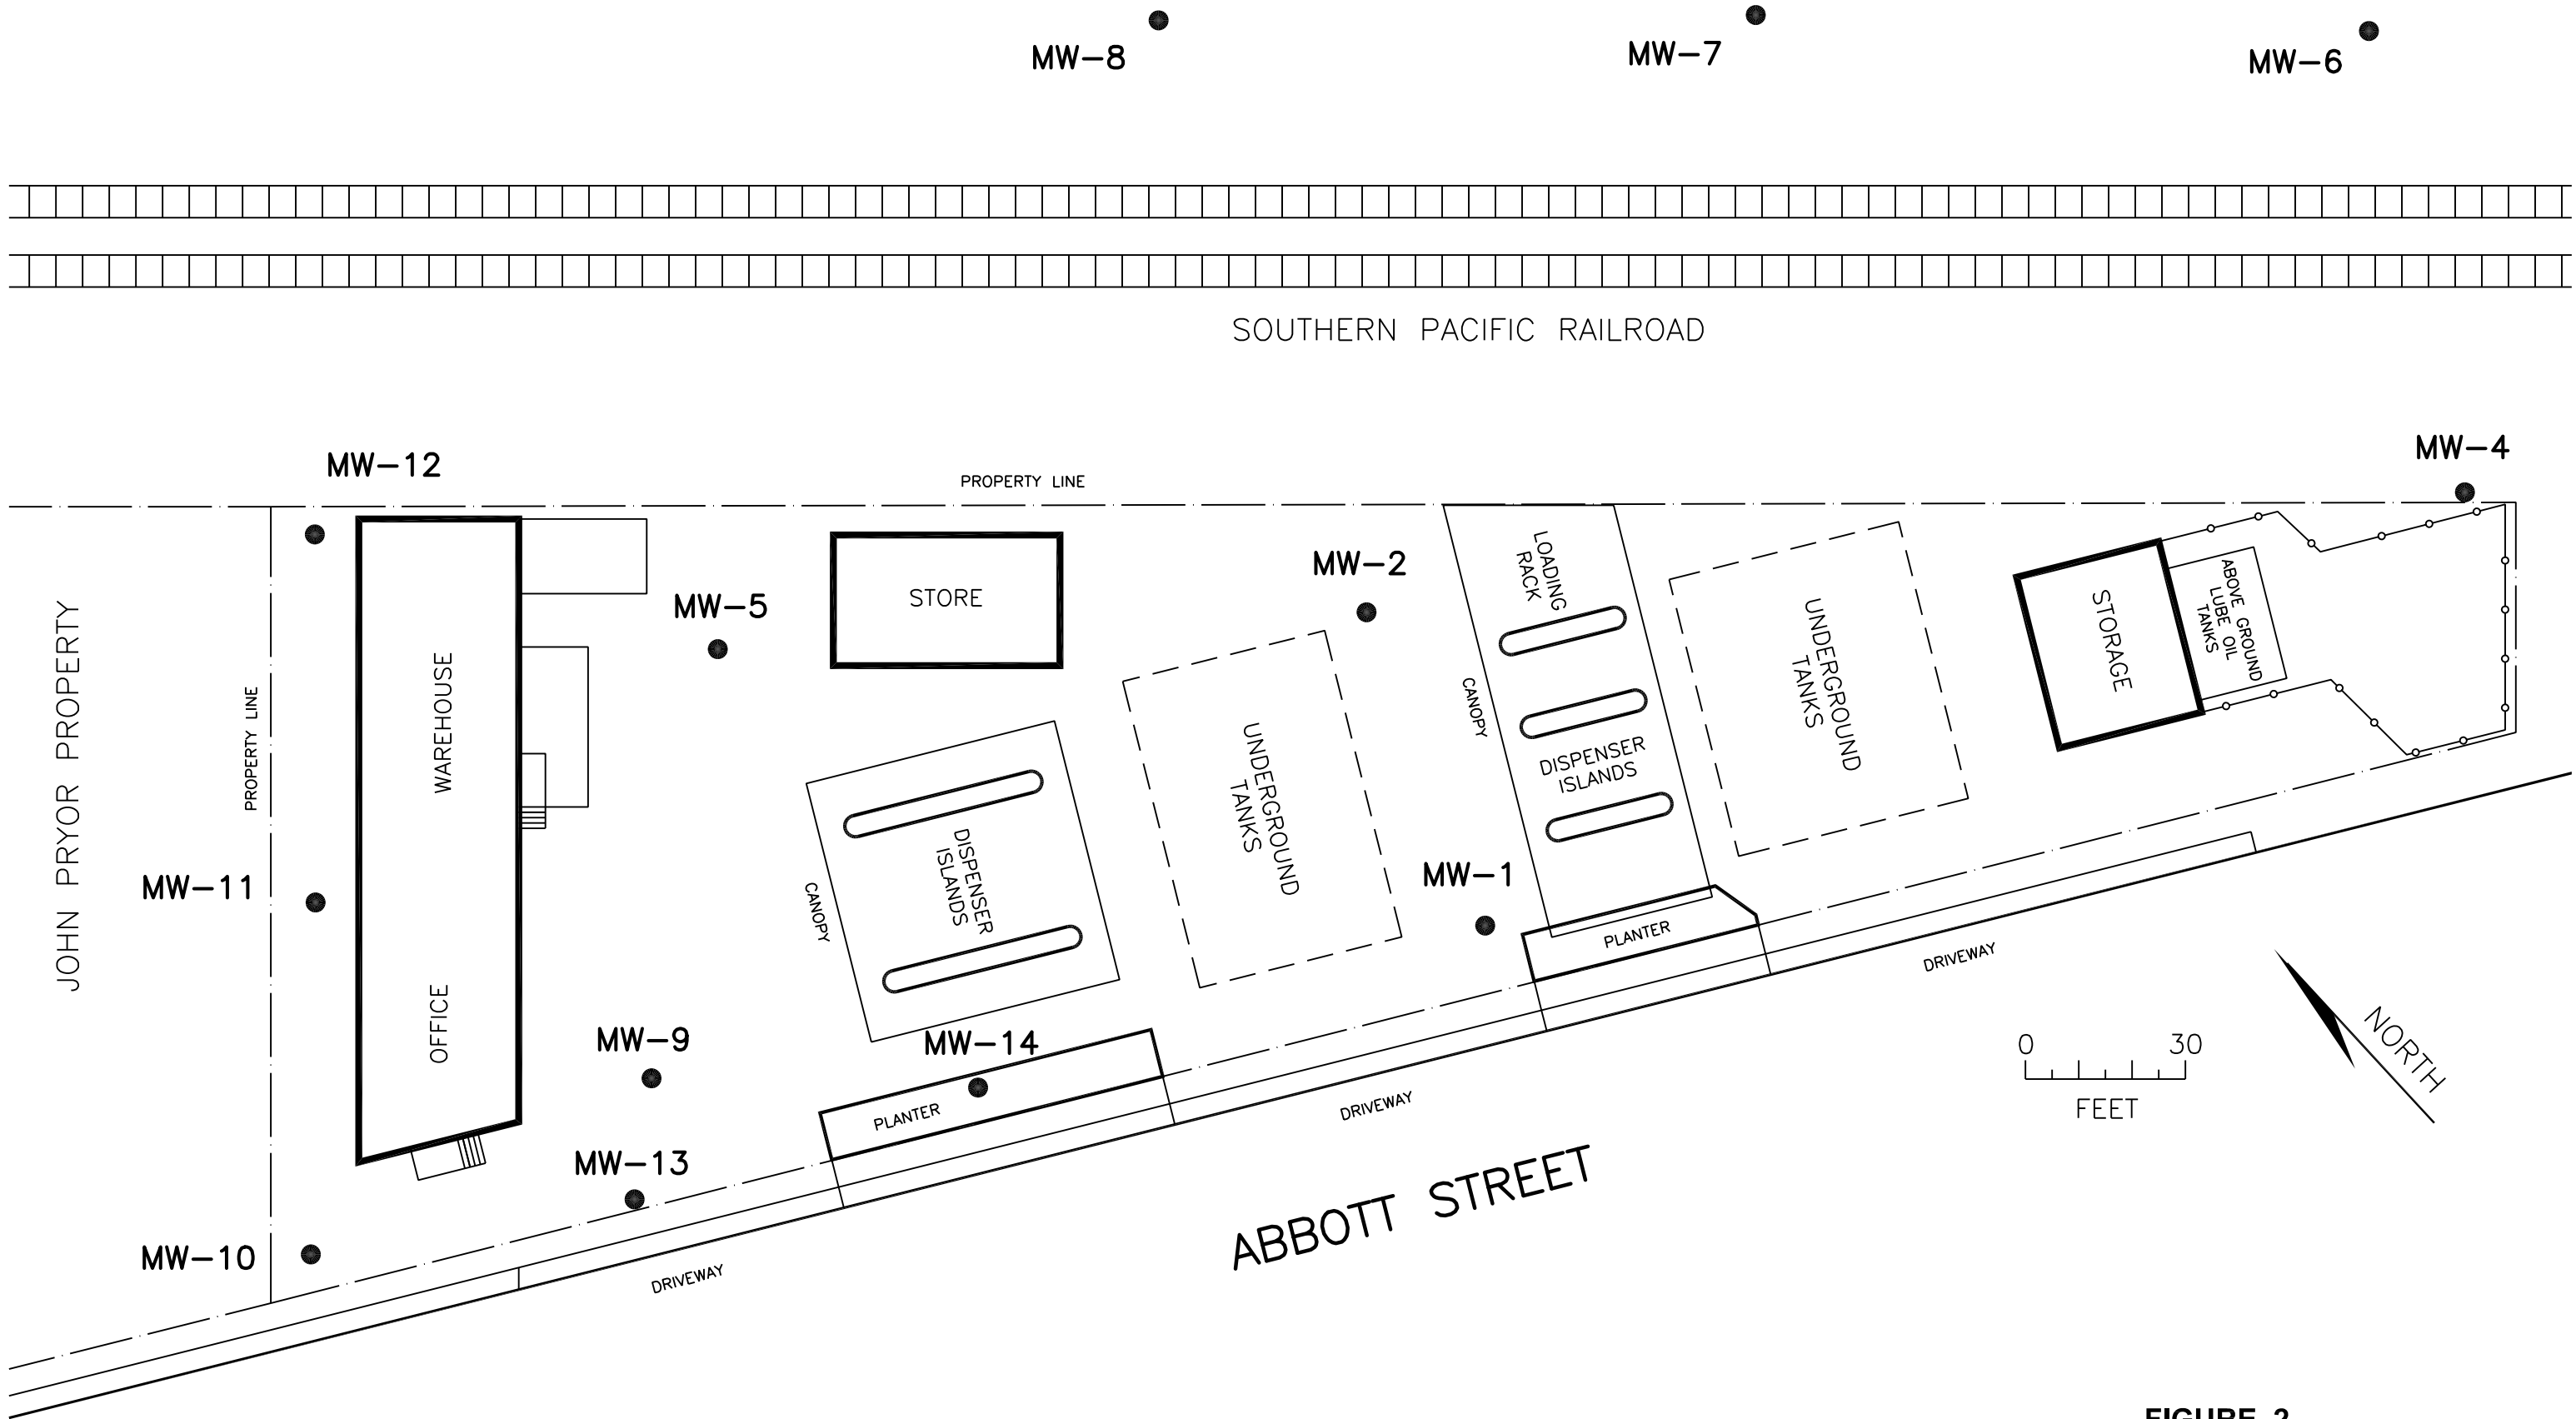 MW-8
MW-7
MW-6
SOUTHERN PACIFIC RAILROAD
MW-12
PROPERTY LINE
MW-4
MW-5
STORE
MW-2
LOADING
RACK
ABOVE GROUND
LUBE OIL
TANKS
STORAGE
UNDERGROUND
TANKS
CANOPY
DISPENSER
ISLANDS
UNDERGROUND
TANKS
JOHN PRYOR PROPERTY
PROPERTY LINE
WAREHOUSE
OFFICE
MW-11
CANOPY
DISPENSER
ISLANDS
MW-1
PLANTER
DRIVEWAY
MW-9
MW-14
PLANTER
DRIVEWAY
MW-13
MW-10
DRIVEWAY
ABBOTT STREET
0 30
FEET
NORTH
FIGURE 2